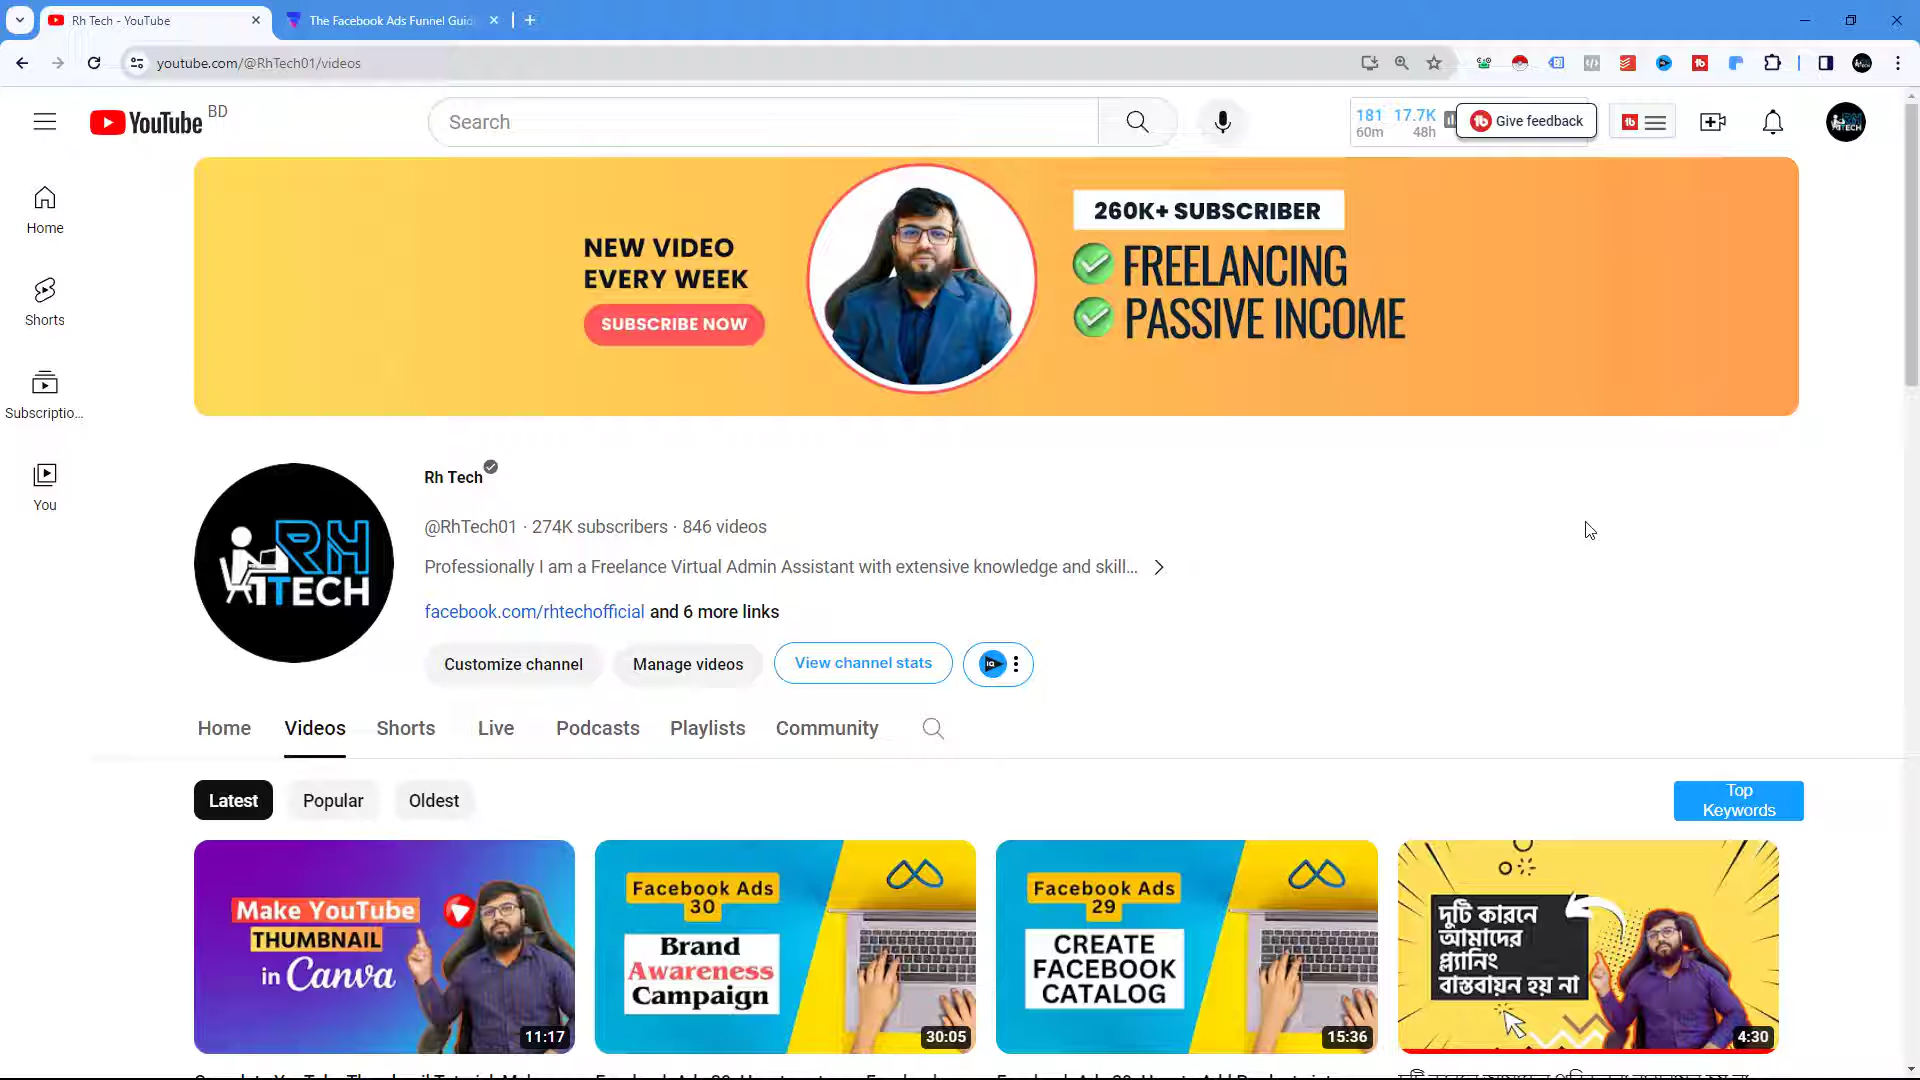 Rh Tech - YouTube
The Facebook Ads Funnel Guid
youtube.com/@RhTech01/videos
YouTube BD
Search
181 17.7K
60m 48h
Give feedback
Home
Shorts
Subscriptio...
You
NEW VIDEO
EVERY WEEK
SUBSCRIBE NOW
260K+ SUBSCRIBER
FREELANCING
PASSIVE INCOME
RH
TECH
Rh Tech
@RhTech01 · 274K subscribers · 846 videos
Professionally I am a Freelance Virtual Admin Assistant with extensive knowledge and skill...
facebook.com/rhtechofficial and 6 more links
Customize channel
Manage videos
View channel stats
Home
Videos
Shorts
Live
Podcasts
Playlists
Community
Latest
Popular
Oldest
Top
Keywords
Make YouTube
THUMBNAIL
in Canva
11:17
Facebook Ads
30
Brand
Awareness
Campaign
30:05
Facebook Ads
29
CREATE
FACEBOOK
CATALOG
15:36
দুটি কারনে
আমাদের
প্ল্যানিং
বাস্তবায়ন হয় না
4:30